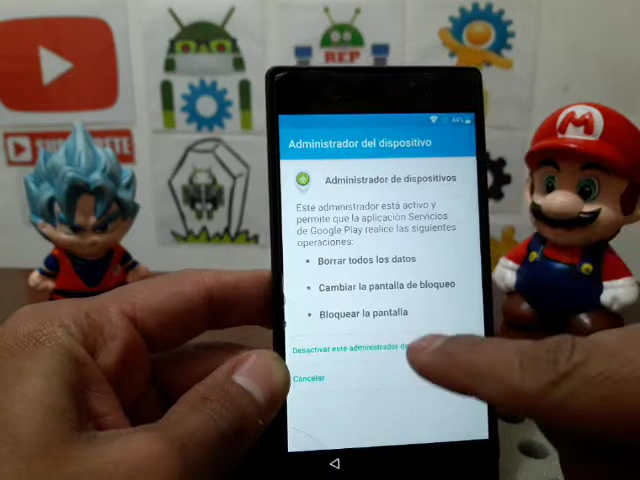 REP
SUSCRIBETE
44%
Administrador del dispositivo
Administrador de dispositivos
Este administrador está activo y
permite que la aplicación Servicios
de Google Play realice las siguientes
operaciones:
• Borrar todos los datos
• Cambiar la pantalla de bloqueo
• Bloquear la pantalla
Desactivar este administrador
Cancelar
M